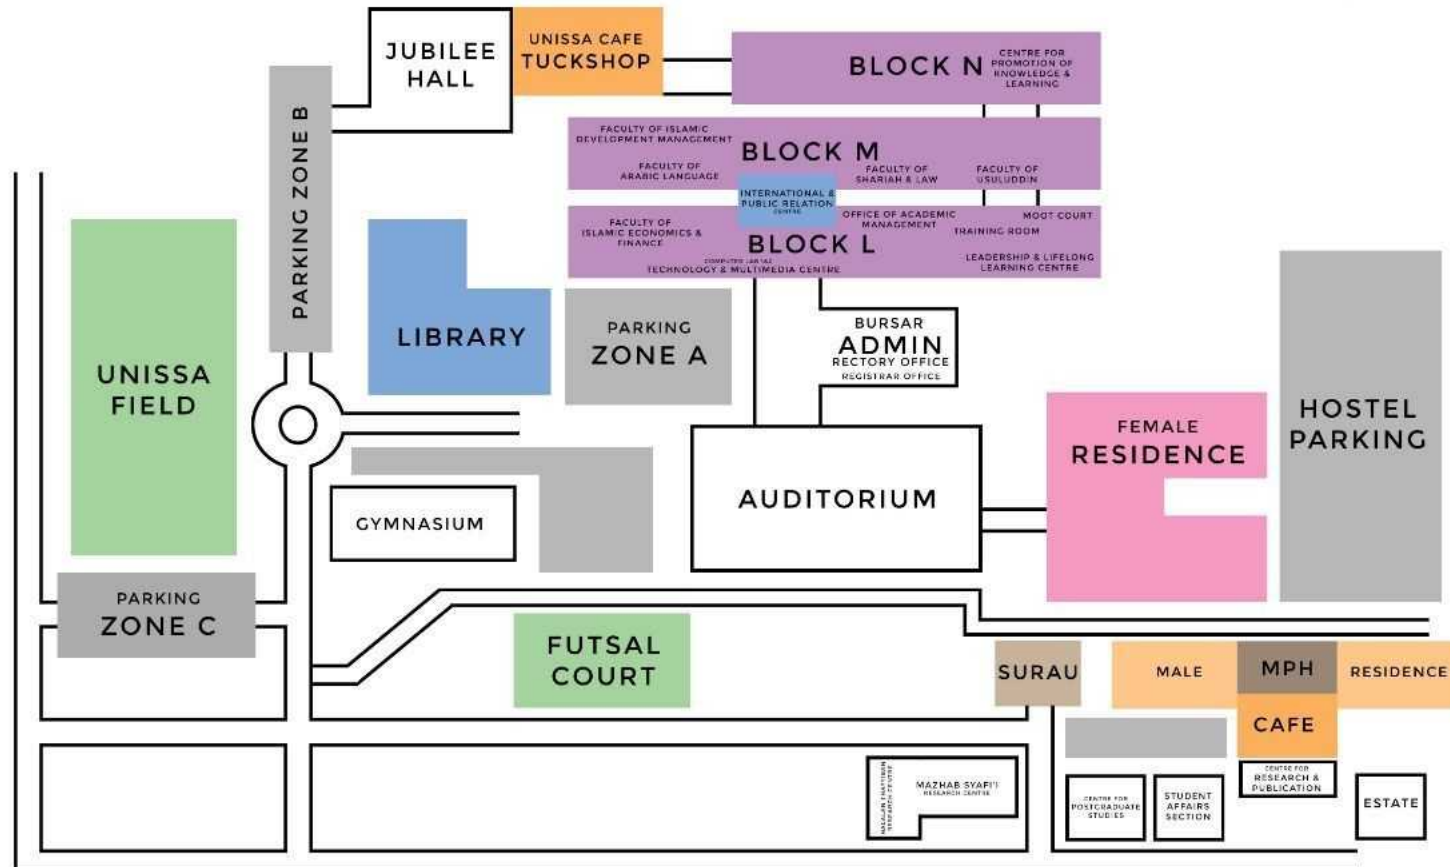 JUBILEE
HALL
UNISSA CAFE
TUCKSHOP
BLOCK N
CENTRE FOR
PROMOTION OF
KNOWLEDGE &
LEARNING
PARKING ZONE B
FACULTY OF ISLAMIC
DEVELOPMENT MANAGEMENT
BLOCK M
FACULTY OF
ARABIC LANGUAGE
FACULTY OF
SHARIAH & LAW
FACULTY OF
USULUDDIN
INTERNATIONAL &
PUBLIC RELATION
CENTRE
FACULTY OF
ISLAMIC ECONOMICS &
FINANCE
OFFICE OF ACADEMIC
MANAGEMENT
MOOT COURT
TRAINING ROOM
BLOCK L
TECHNOLOGY & MULTIMEDIA CENTRE
LEADERSHIP & LIFELONG
LEARNING CENTRE
UNISSA
FIELD
LIBRARY
PARKING
ZONE A
BURSAR
ADMIN
RECTORY OFFICE
REGISTRAR OFFICE
HOSTEL
PARKING
FEMALE
RESIDENCE
GYMNASIUM
AUDITORIUM
PARKING
ZONE C
FUTSAL
COURT
SURAU
MALE
MPH
RESIDENCE
CAFE
MAZHAB SYAFI'I
RESEARCH CENTRE
CENTRE FOR
RESEARCH &
PUBLICATION
CENTRE FOR
POSTGRADUATE
STUDIES
STUDENT
AFFAIRS
SECTION
ESTATE